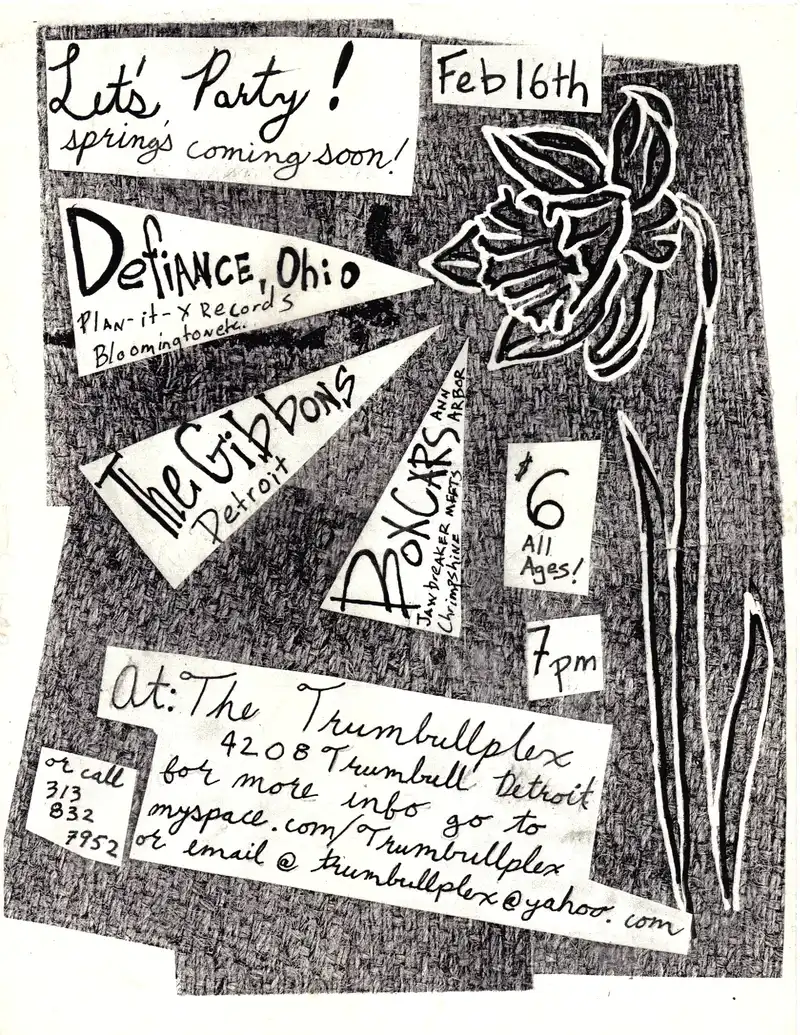 Let's Party!
spring's coming soon!
Feb 16th
Defiance, Ohio
Plan-it-X Records
Bloomington etc.
The Gibbons
Detroit
Boxcars
Ann Arbor
Jawbreaker meets
Chrimpshrine
$6
All
Ages!
7pm
At: The Trumbullplex
4208 Trumbull Detroit
for more info go to
myspace.com/Trumbullplex
or email @ trumbullplex@yahoo.com
or call
313
832
7952